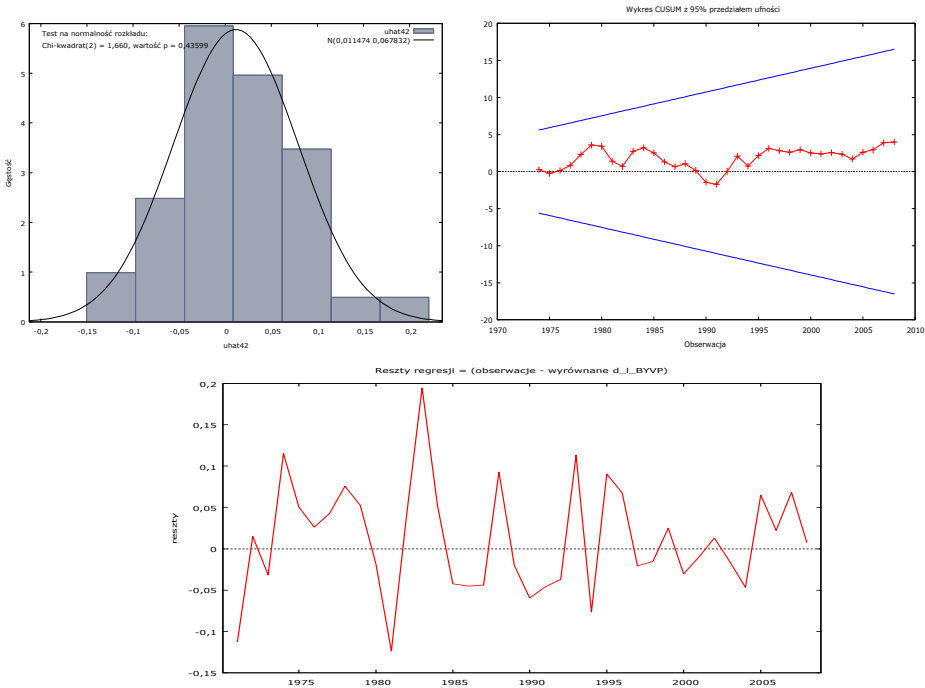 Test na normalność rozkładu:
Chi-kwadrat(2) = 1,660, wartość p = 0,43599
uhat42
N(0,011474 0,067832)
Gęstość
6
5
4
3
2
1
0
-0,2 -0,15 -0,1 -0,05 0 0,05 0,1 0,15 0,2
uhat42
Wykres CUSUM z 95% przedziałem ufności
20
15
10
5
0
-5
-10
-15
-20
1970 1975 1980 1985 1990 1995 2000 2005 2010
Obserwacja
Reszty regresji = (obserwacje - wyrównane d_l_BYVP)
reszty
0,2
0,15
0,1
0,05
0
-0,05
-0,1
-0,15
1975 1980 1985 1990 1995 2000 2005